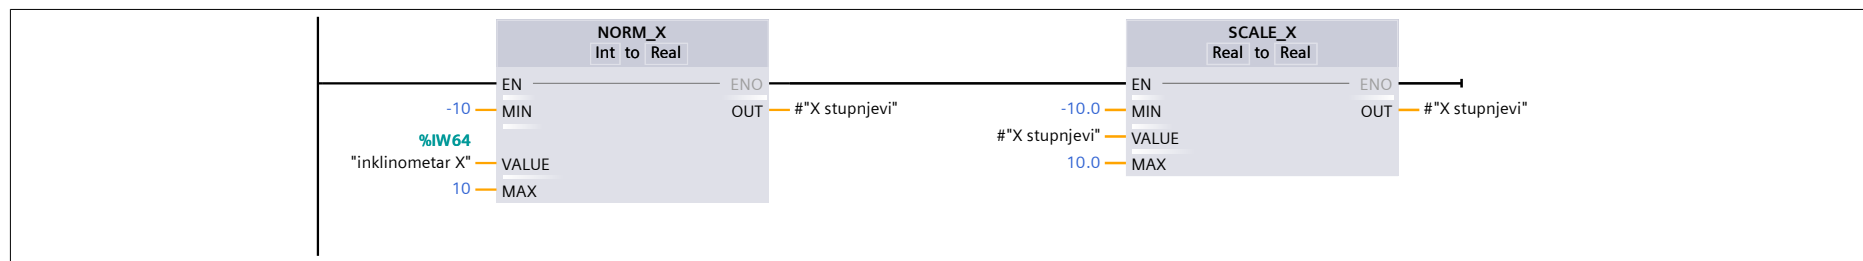 NORM_X
Int to Real
EN ENO
-10 MIN OUT #"X stupnjevi"
%IW64
"inklinometar X" VALUE
10 MAX
SCALE_X
Real to Real
EN ENO
-10.0 MIN OUT #"X stupnjevi"
#"X stupnjevi" VALUE
10.0 MAX